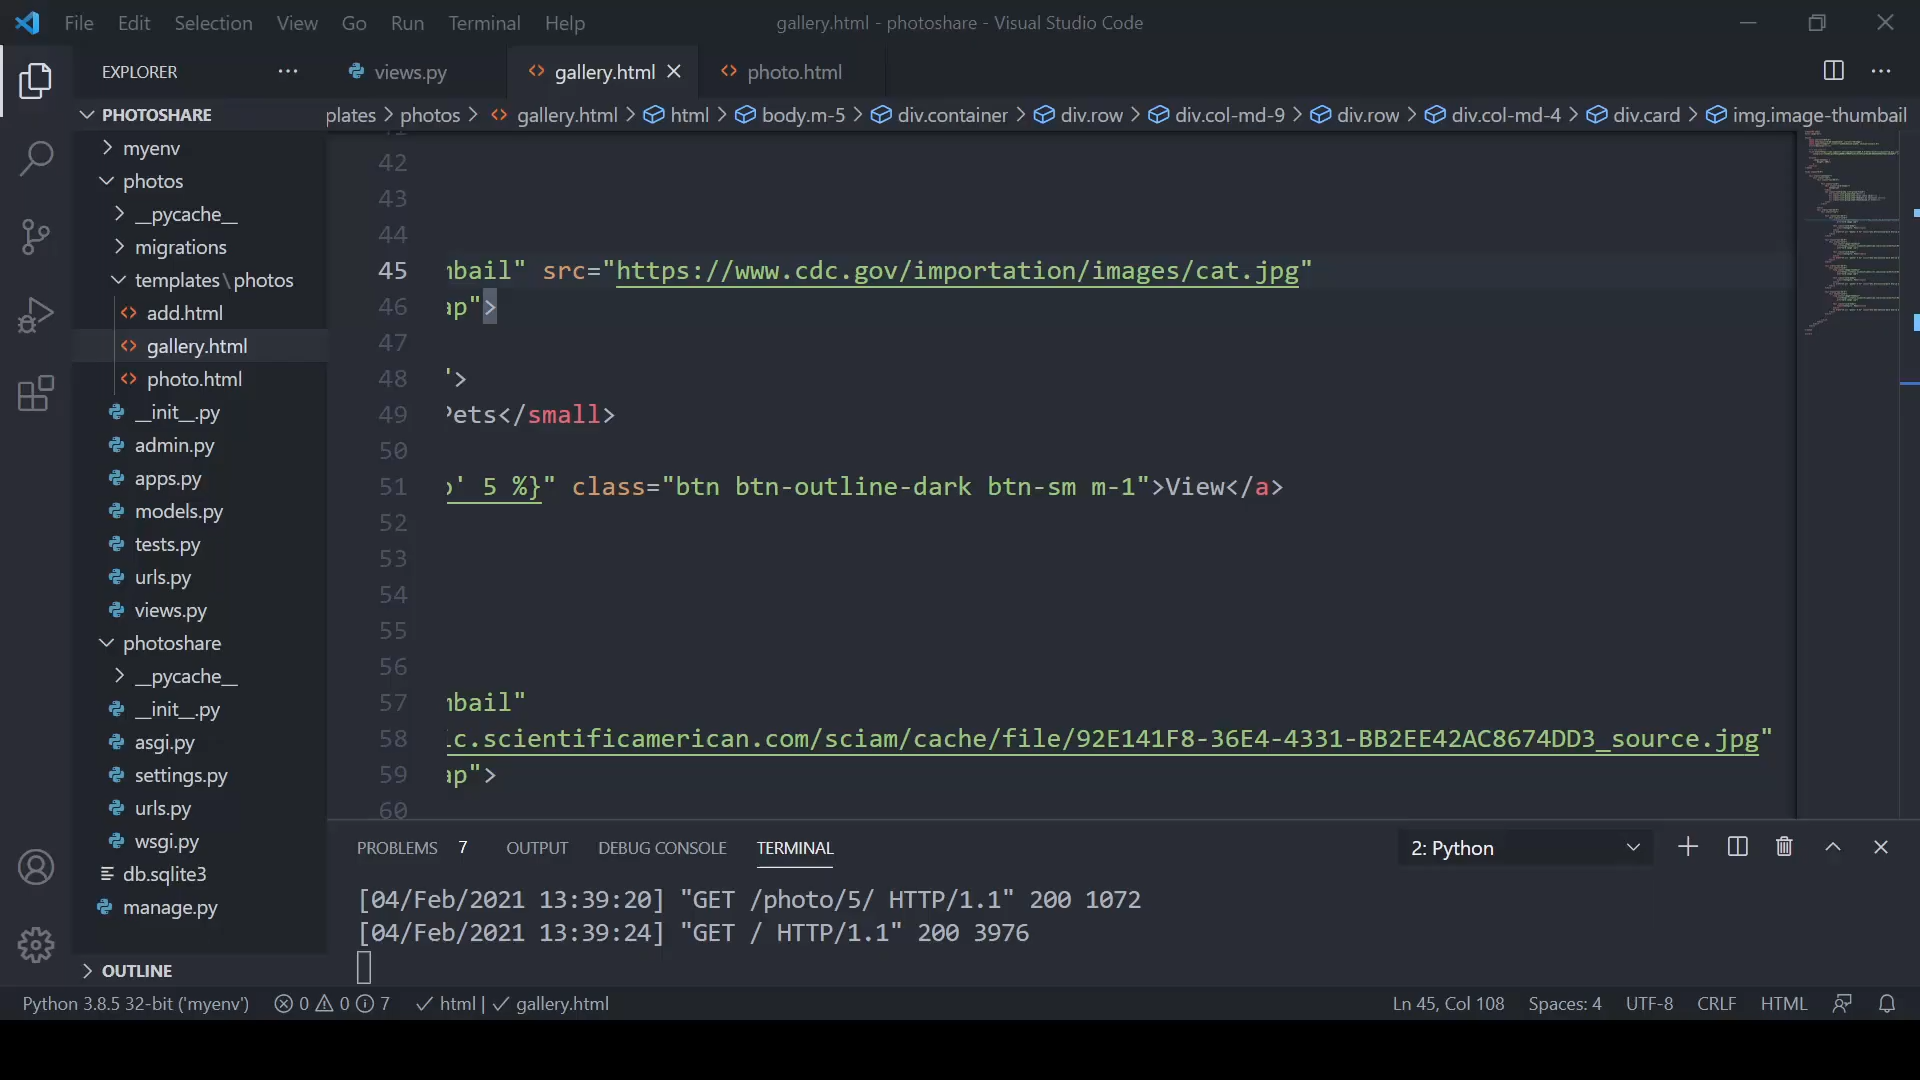 File Edit Selection View Go Run Terminal Help
gallery.html - photoshare - Visual Studio Code
EXPLORER
views.py
gallery.html
photo.html
PHOTOSHARE
plates > photos > gallery.html > html > body.m-5 > div.container > div.row > div.col-md-9 > div.row > div.col-md-4 > div.card > img.image-thumbail
myenv
photos
__pycache__
migrations
templates\photos
add.html
gallery.html
photo.html
__init__.py
admin.py
apps.py
models.py
tests.py
urls.py
views.py
photoshare
__pycache__
__init__.py
asgi.py
settings.py
urls.py
wsgi.py
db.sqlite3
manage.py
OUTLINE
42
43
44
45 nbail" src="https://www.cdc.gov/importation/images/cat.jpg"
46 ap">
47
48 ">
49 Pets</small>
50
51 o' 5 %}" class="btn btn-outline-dark btn-sm m-1">View</a>
52
53
54
55
56
57 mbail"
58 ic.scientificamerican.com/sciam/cache/file/92E141F8-36E4-4331-BB2EE42AC8674DD3_source.jpg"
59 ap">
60
PROBLEMS 7 OUTPUT DEBUG CONSOLE TERMINAL
2: Python
[04/Feb/2021 13:39:20] "GET /photo/5/ HTTP/1.1" 200 1072
[04/Feb/2021 13:39:24] "GET / HTTP/1.1" 200 3976
Python 3.8.5 32-bit ('myenv') 0 0 7 html | gallery.html
Ln 45, Col 108 Spaces: 4 UTF-8 CRLF HTML